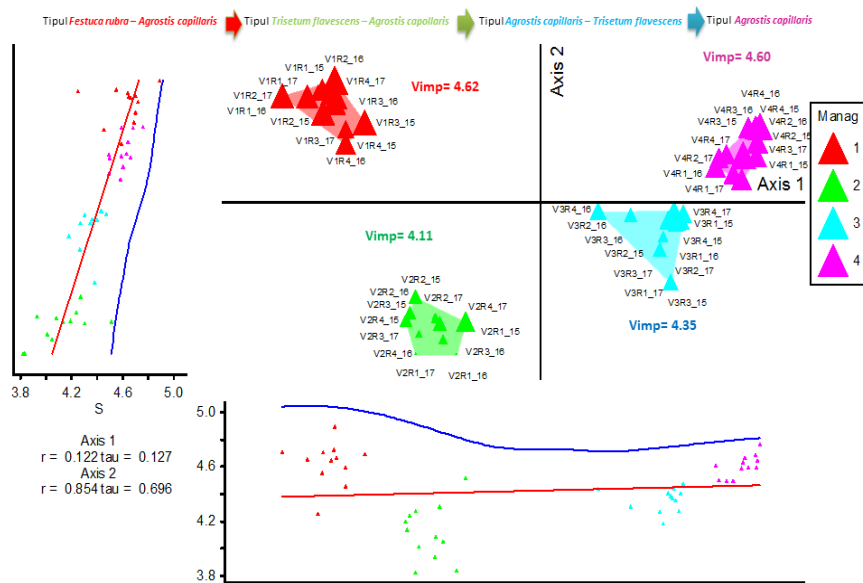 Tipul Festuca rubra – Agrostis capillaris Tipul Trisetum flavescens – Agrostis capollaris Tipul Agrostis capillaris – Trisetum flavescens Tipul Agrostis capillaris
Axis 2
V1R2_16
V1R1_15
V1R1_17
V1R4_17
V1R2_17
V1R3_16
V1R1_16
V1R2_15
V1R3_15
V1R3_17
V1R4_15
V1R4_16
Vimp= 4.62
Vimp= 4.60
V4R4_16
V4R3_16
V4R4_15
V4R2_16
V4R3_15
V4R2_15
V4R4_17
V4R3_17
V4R2_17
V4R1_15
V4R1_16
V4R1_17
Axis 1
Manag
1
2
3
4
V3R4_16
V3R4_17
V3R2_16
V3R1_15
V3R3_16
V3R4_15
V3R2_15
V3R1_16
V3R3_17
V3R2_17
V3R1_17
V3R3_15
Vimp= 4.11
Vimp= 4.35
V2R2_15
V2R2_16
V2R2_17
V2R3_15
V2R4_17
V2R4_15
V2R1_15
V2R3_17
V2R4_16
V2R3_16
V2R1_17
V2R1_16
3.8 4.2 4.6 5.0
S
Axis 1
r = 0.122 tau = 0.127
Axis 2
r = 0.854 tau = 0.696
5.0
4.6
4.2
3.8